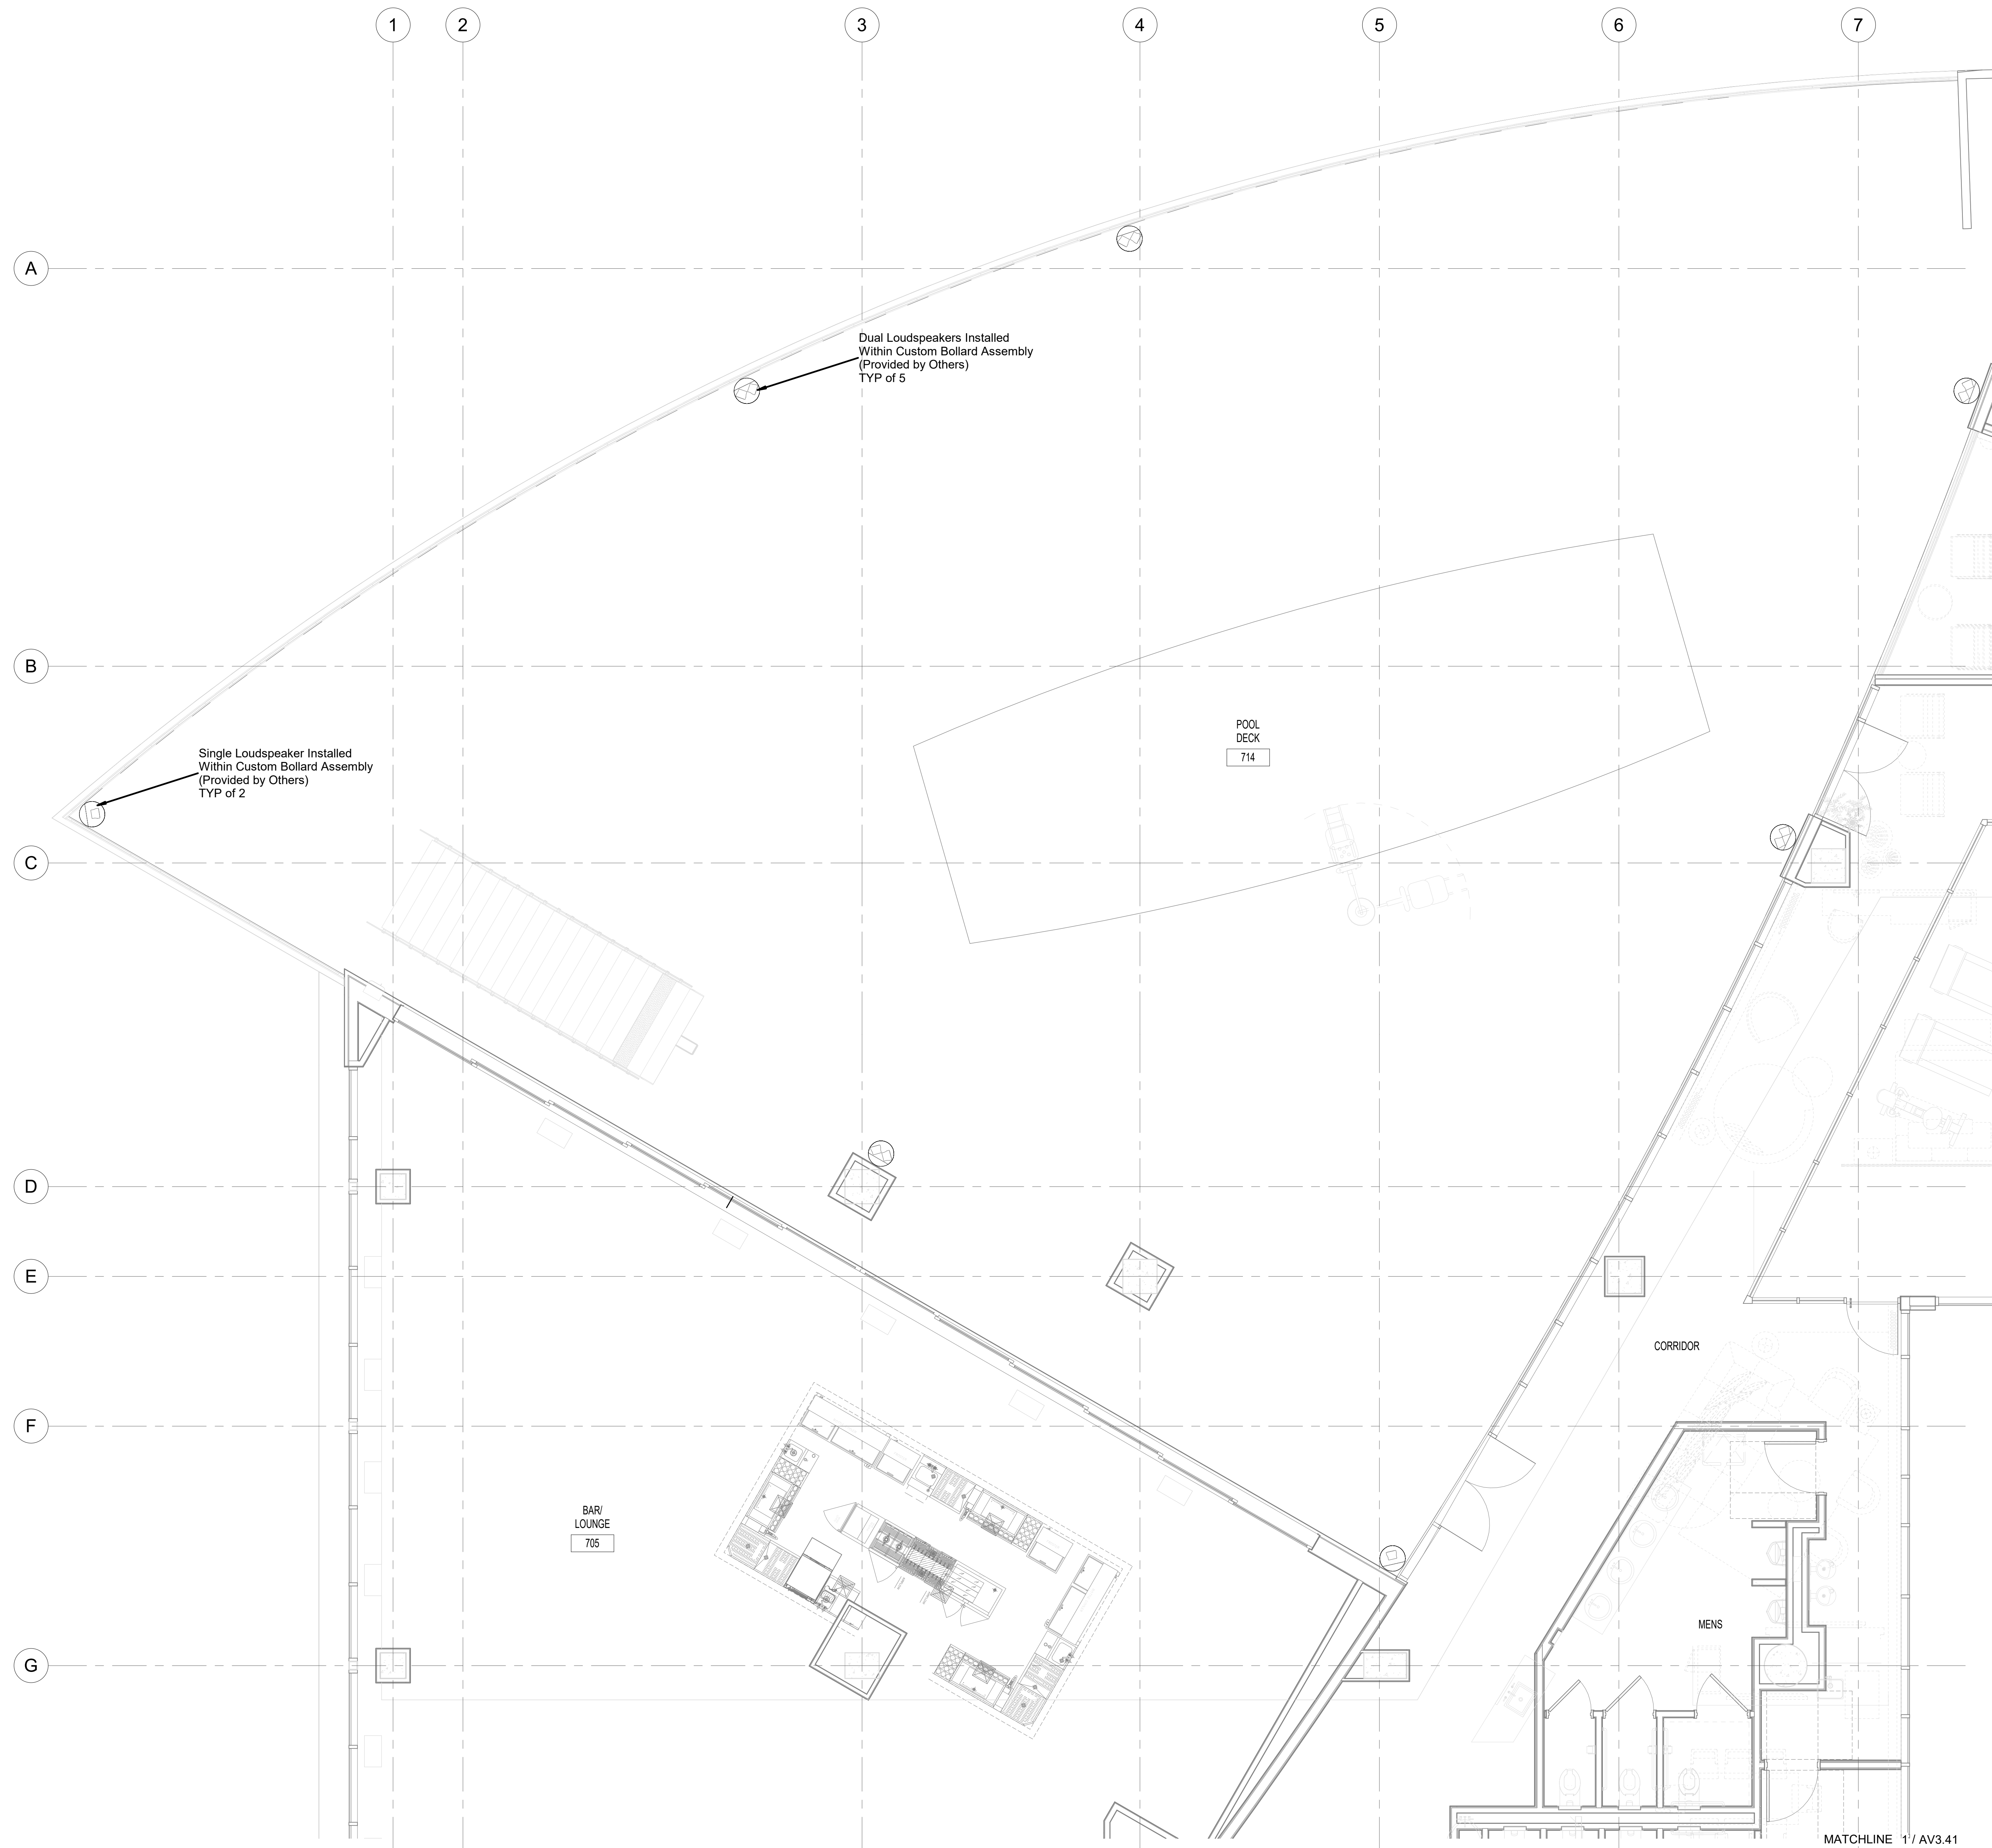 1
2
3
4
5
6
7
A
Dual Loudspeakers Installed
Within Custom Bollard Assembly
(Provided by Others)
TYP of 5
B
POOL
DECK
714
Single Loudspeaker Installed
Within Custom Bollard Assembly
(Provided by Others)
TYP of 2
C
D
E
CORRIDOR
F
BAR/
LOUNGE
705
MENS
G
MATCHLINE 1 / AV3.41